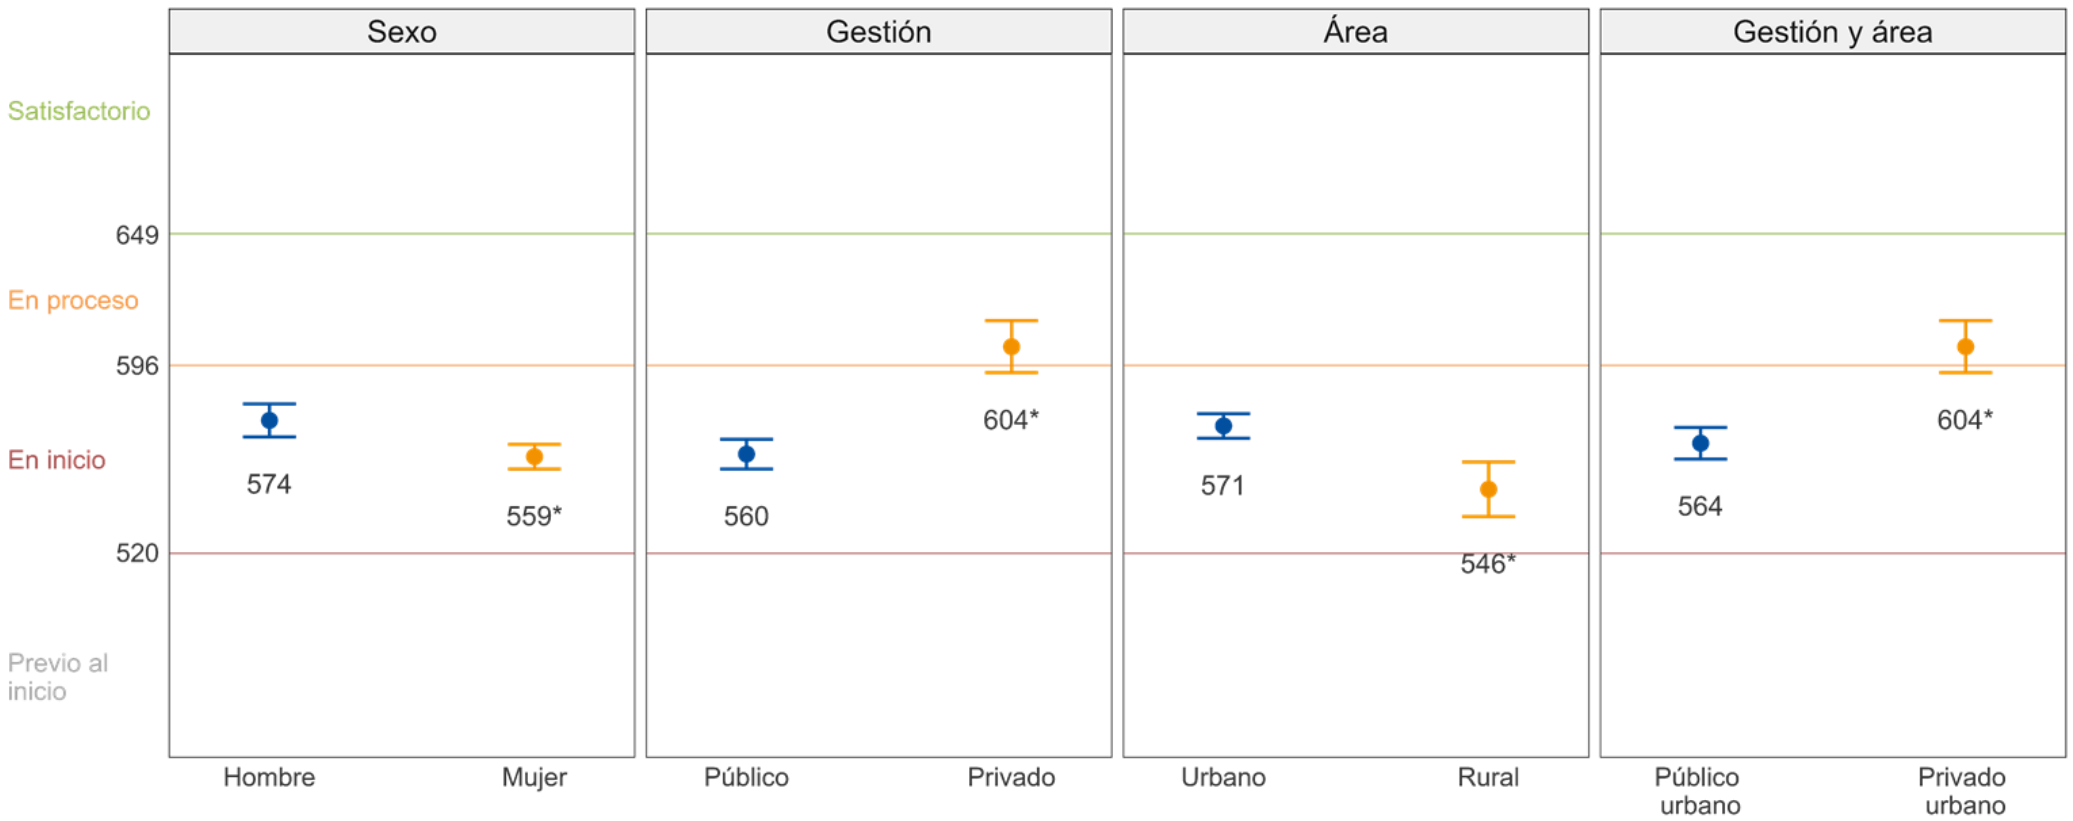 Sexo
Gestión
Área
Gestión y área
Satisfactorio
649
En proceso
596
En inicio
520
Previo al
inicio
574
559*
560
604*
571
546*
564
604*
Hombre
Mujer
Público
Privado
Urbano
Rural
Público
urbano
Privado
urbano